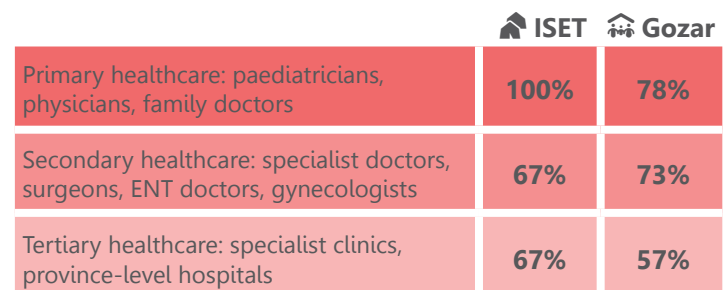 ISET Gozar
Primary healthcare: paediatricians,
physicians, family doctors
100% 78%
Secondary healthcare: specialist doctors,
surgeons, ENT doctors, gynecologists
67% 73%
Tertiary healthcare: specialist clinics,
province-level hospitals
67% 57%